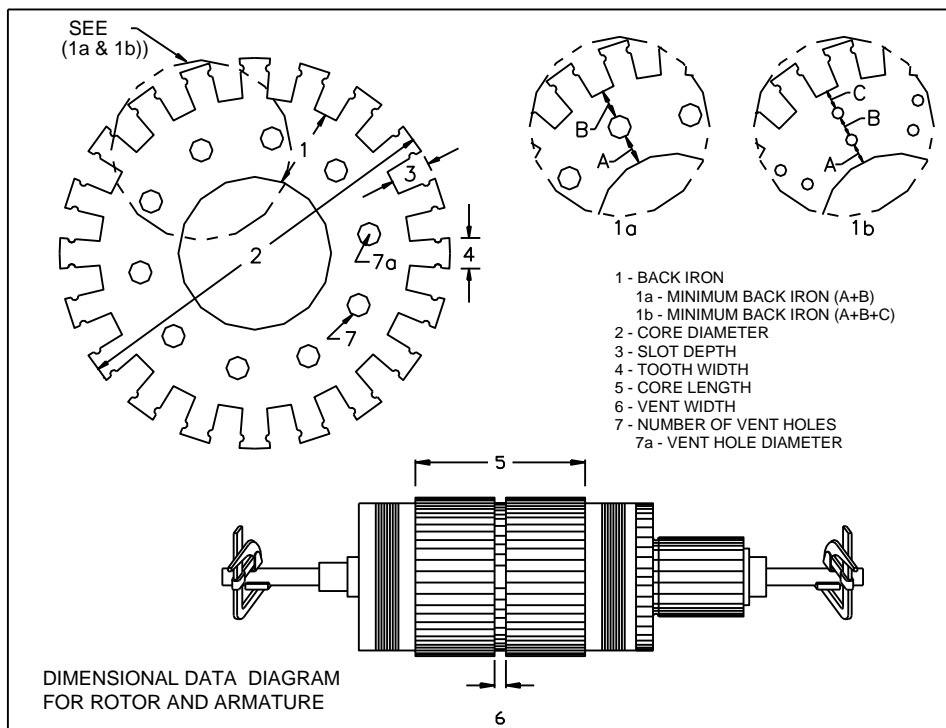 SEE
(1a & 1b))
1
2
3
4
7a
7
B
A
1a
C
B
A
1b
1 - BACK IRON
1a - MINIMUM BACK IRON (A+B)
1b - MINIMUM BACK IRON (A+B+C)
2 - CORE DIAMETER
3 - SLOT DEPTH
4 - TOOTH WIDTH
5 - CORE LENGTH
6 - VENT WIDTH
7 - NUMBER OF VENT HOLES
7a - VENT HOLE DIAMETER
5
6
DIMENSIONAL DATA DIAGRAM
FOR ROTOR AND ARMATURE